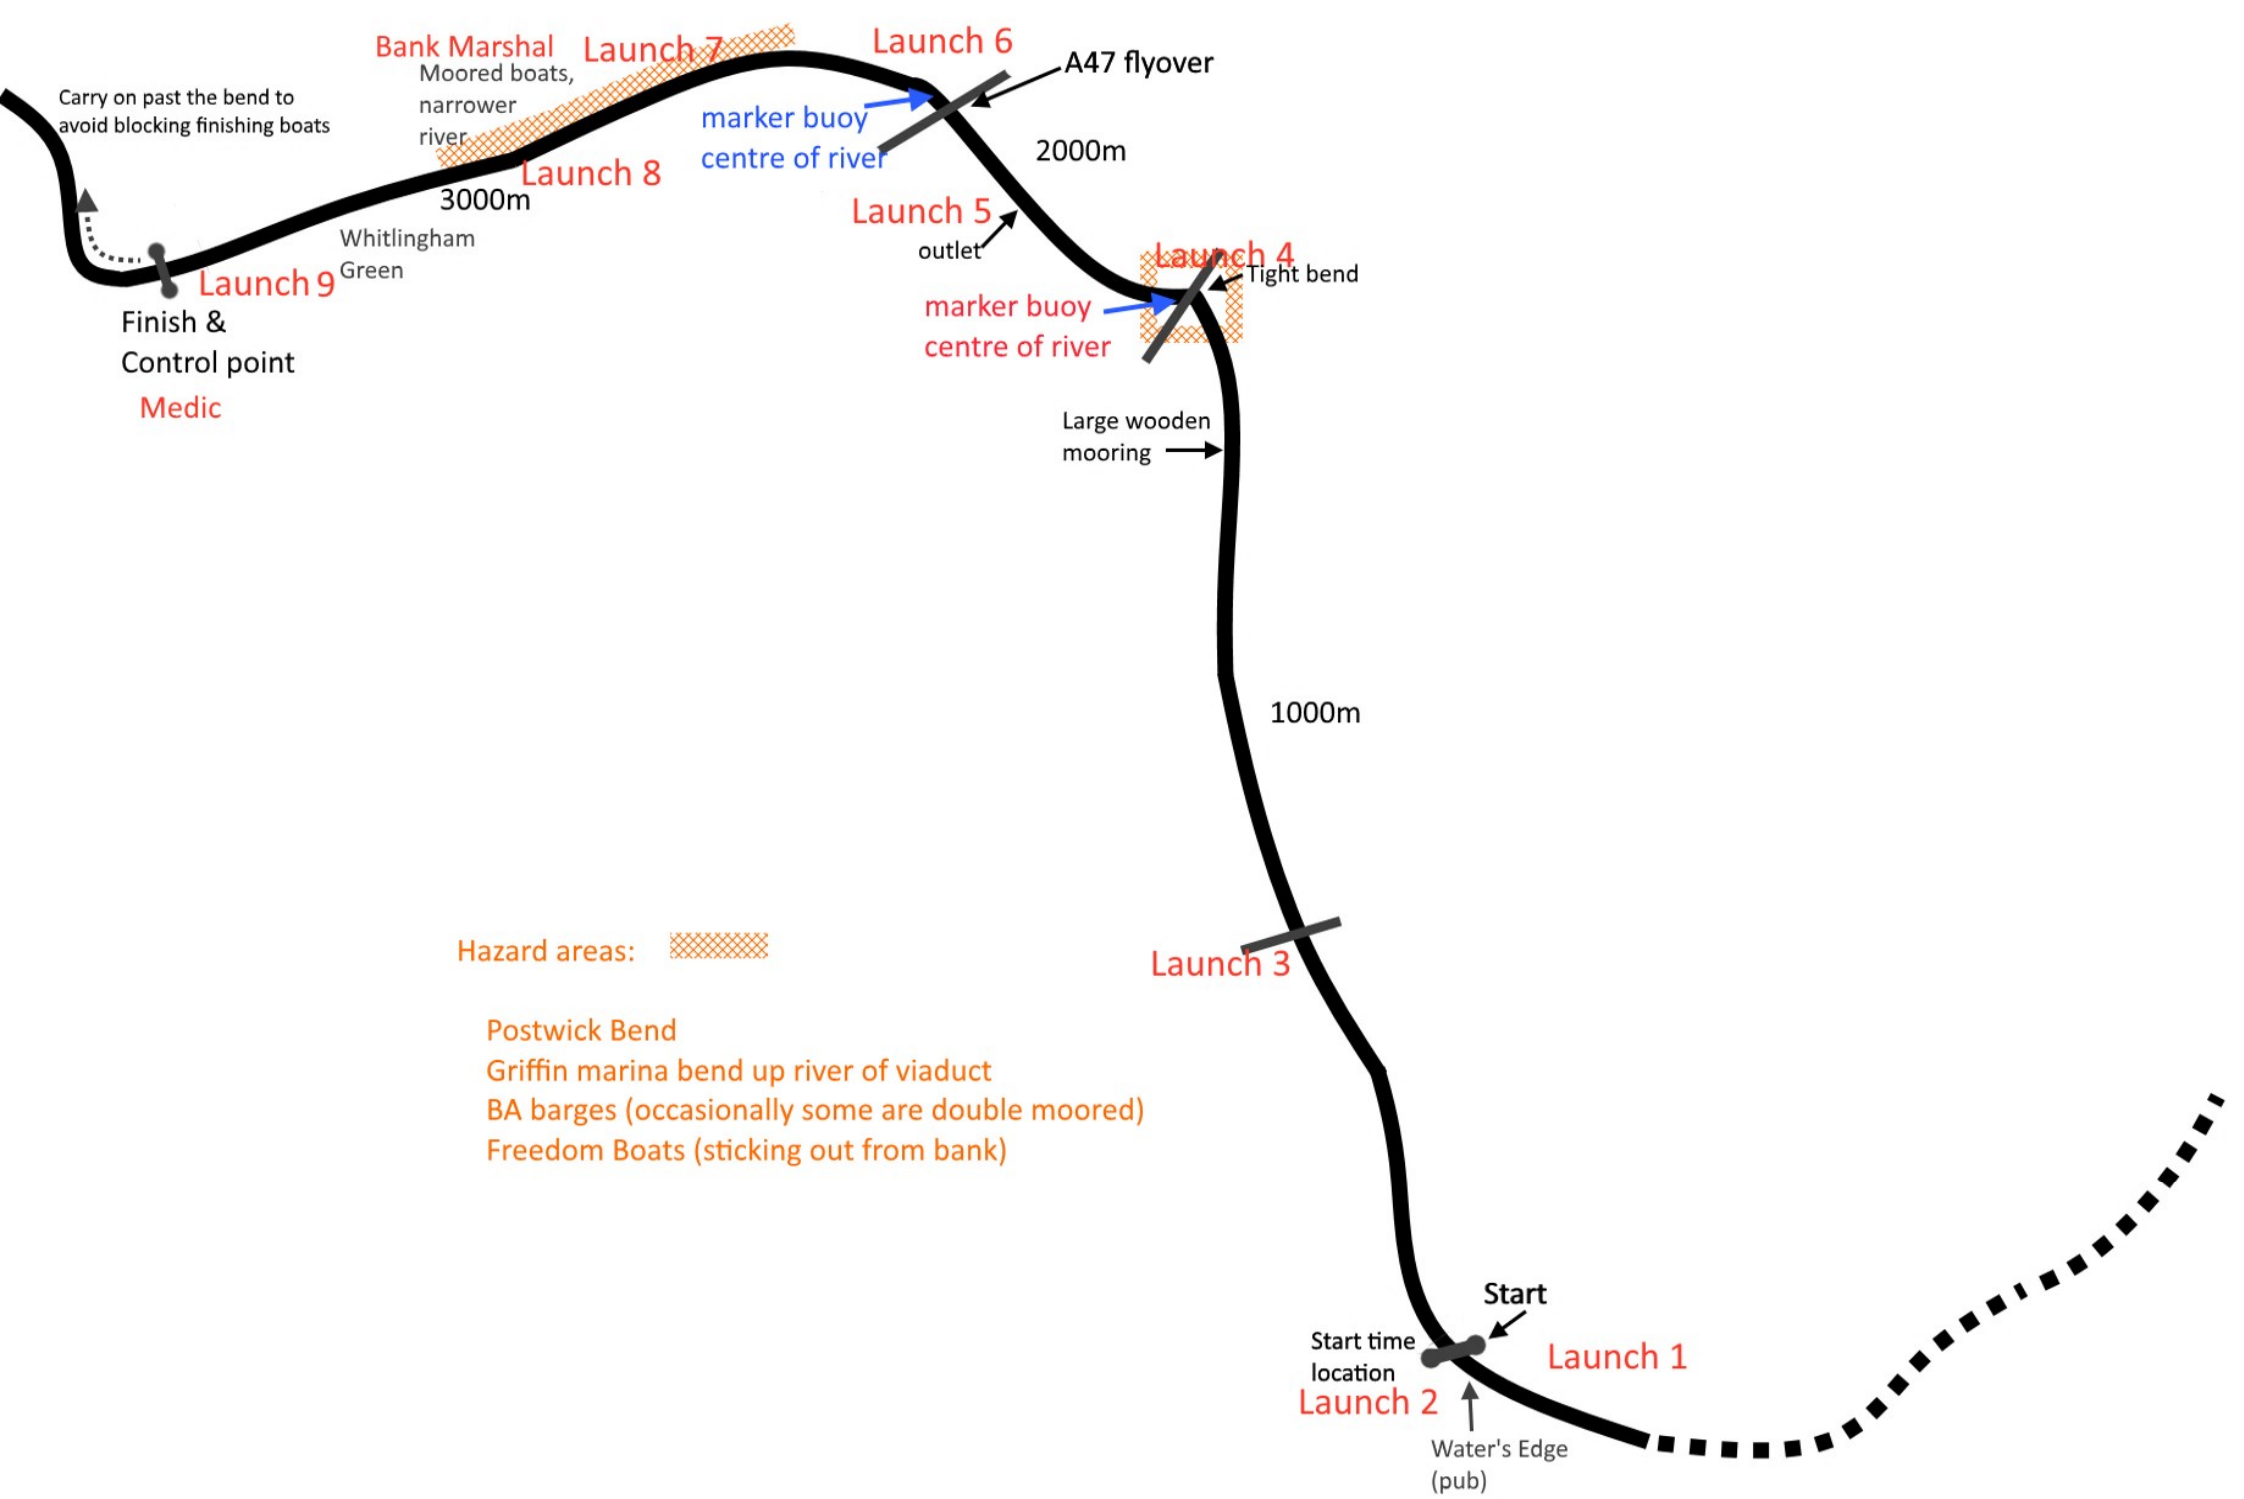 Bank Marshal
Launch 7
Launch 6
A47 flyover
Moored boats,
narrower
river
Carry on past the bend to
avoid blocking finishing boats
marker buoy
centre of river
2000m
Launch 8
3000m
Launch 5
outlet
Whitlingham
Green
Launch 9
Launch 4
Tight bend
marker buoy
centre of river
Finish &
Control point
Medic
Large wooden
mooring
1000m
Launch 3
Hazard areas:
Postwick Bend
Griffin marina bend up river of viaduct
BA barges (occasionally some are double moored)
Freedom Boats (sticking out from bank)
Start
Start time
location
Launch 1
Launch 2
Water's Edge
(pub)